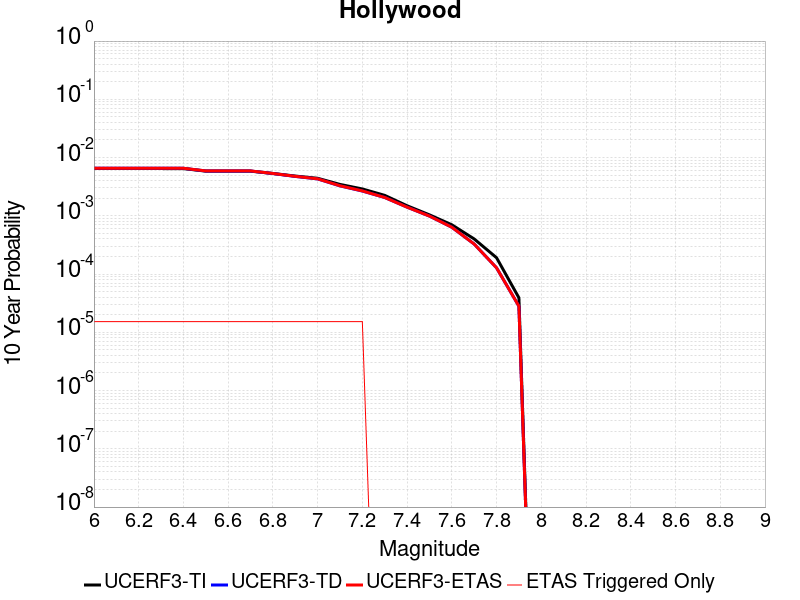 Hollywood
10 Year Probability
10^0
10^-1
10^-2
10^-3
10^-4
10^-5
10^-6
10^-7
10^-8
6 6.2 6.4 6.6 6.8 7 7.2 7.4 7.6 7.8 8 8.2 8.4 8.6 8.8 9
Magnitude
UCERF3-TI UCERF3-TD UCERF3-ETAS ETAS Triggered Only